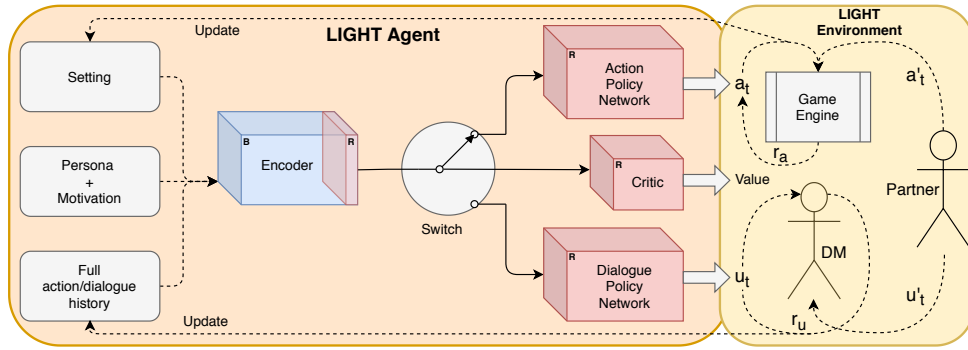 Update
LIGHT Agent
LIGHT
Environment
Setting
Persona
+
Motivation
Full
action/dialogue
history
B
Encoder
R
Switch
R
Action
Policy
Network
R
Critic
R
Dialogue
Policy
Network
a_t
Game
Engine
a'_t
r_a
Value
Partner
DM
u_t
u'_t
r_u
Update